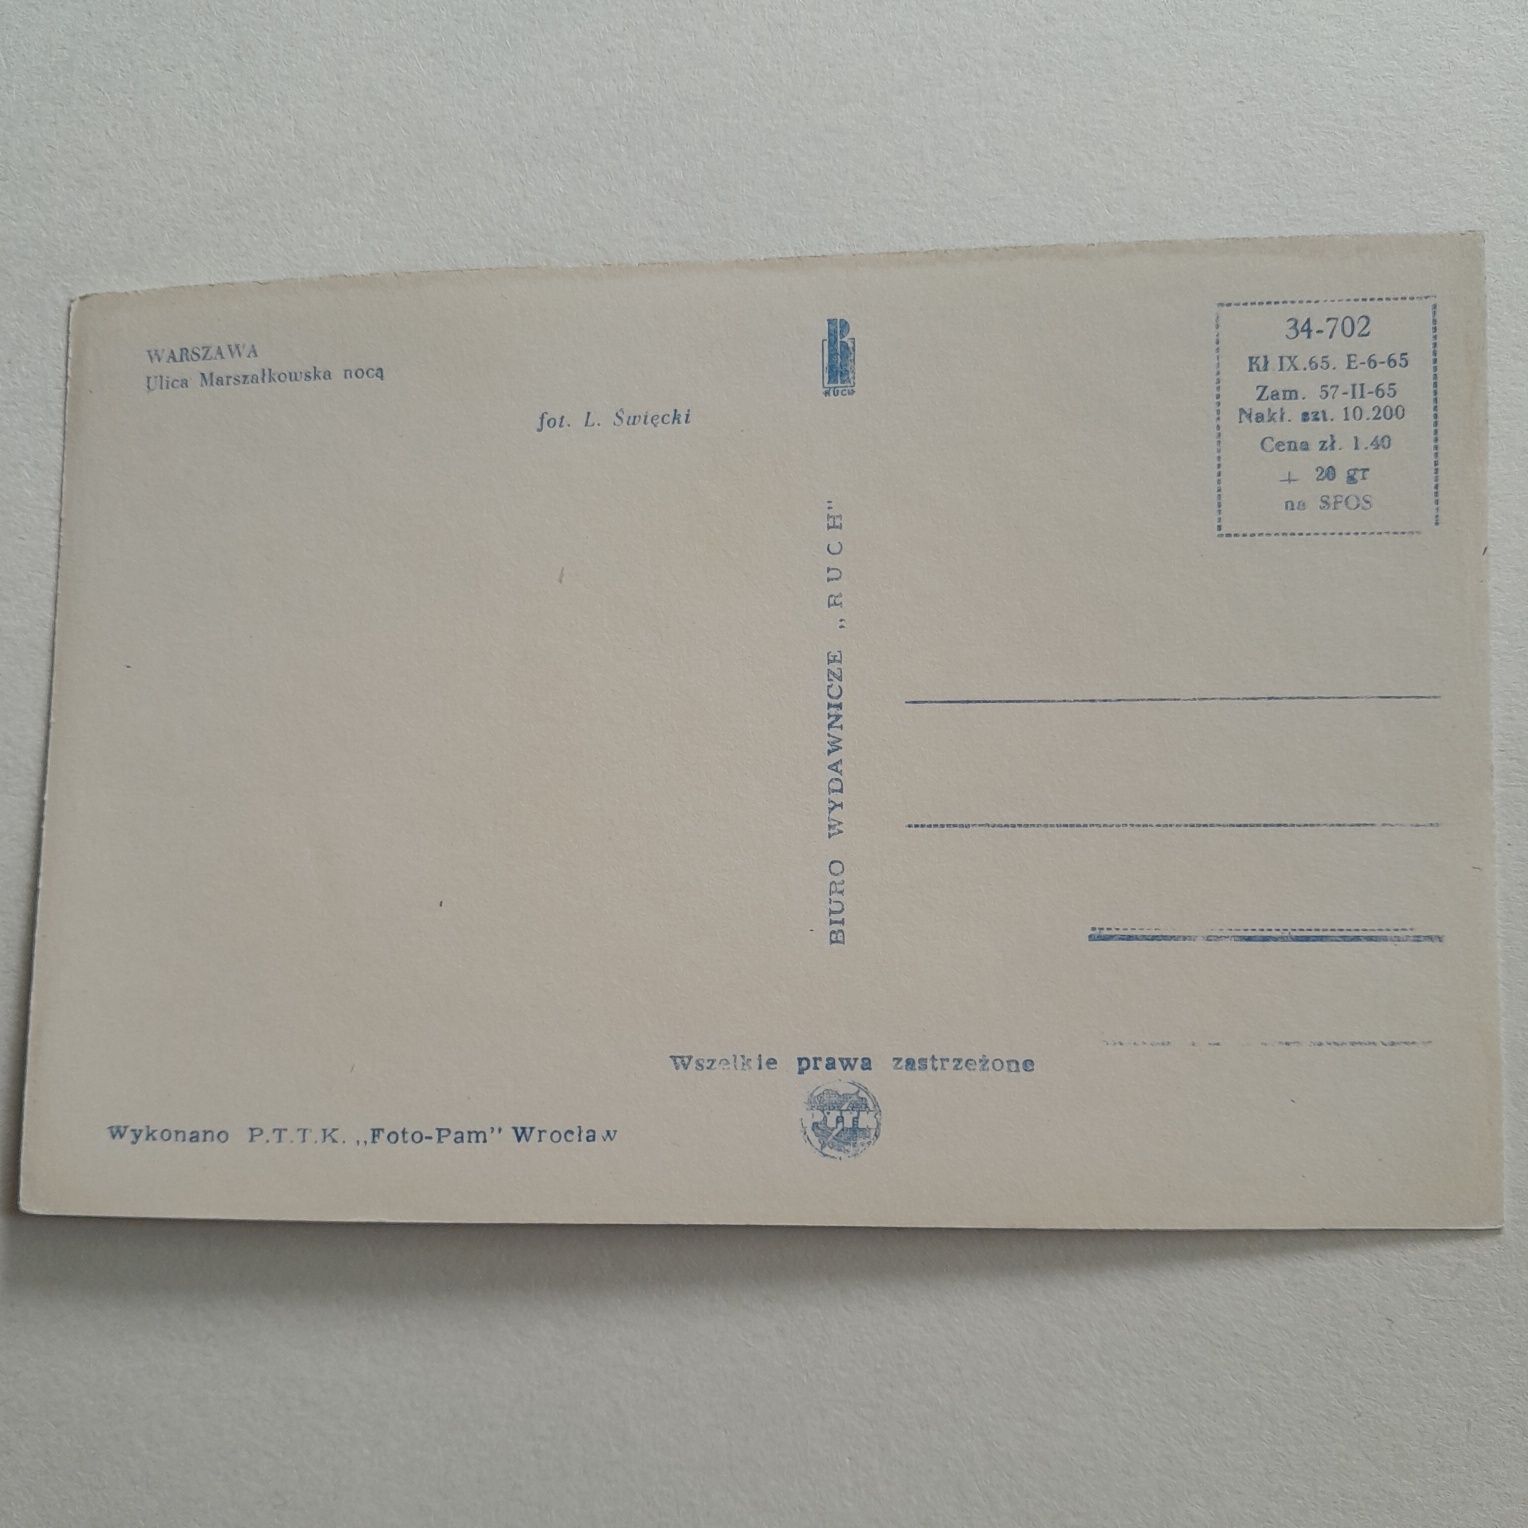 WARSZAWA
Ulica Marszałkowska nocą
fot. L. Święcki
RUCH
BIURO WYDAWNICZE „RUCH"
34-702
Kł.IX.65. E-6-65
Zam. 57-II-65
Nakł. szt. 10.200
Cena zł. 1.40
+ 20 gr
na SFOS
Wszelkie prawa zastrzeżone
PTTK
Wykonano P.T.T.K. „Foto-Pam" Wrocław